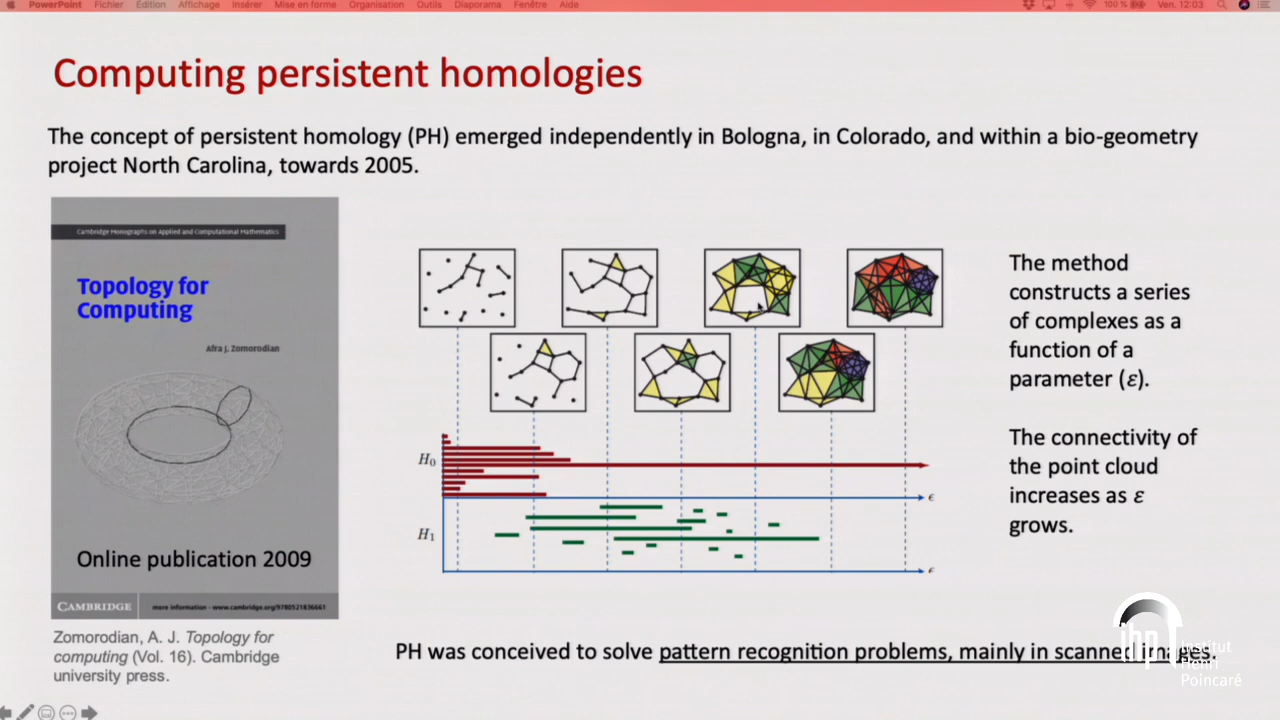 PowerPoint Fichier Édition Affichage Insérer Mise en forme Organisation Outils Diaporama Fenêtre Aide 100 % Ven. 12:03
Computing persistent homologies
The concept of persistent homology (PH) emerged independently in Bologna, in Colorado, and within a bio-geometry
project North Carolina, towards 2005.
Cambridge Monographs on Applied and Computational Mathematics
Topology for
Computing
Afra J. Zomorodian
Online publication 2009
CAMBRIDGE
more information - www.cambridge.org/9780521836661
Zomorodian, A. J. Topology for
computing (Vol. 16). Cambridge
university press.
H₀
ϵ
H₁
ϵ
The method
constructs a series
of complexes as a
function of a
parameter (ε).
The connectivity of
the point cloud
increases as ε
grows.
PH was conceived to solve pattern recognition problems, mainly in scanned images.
ihp
Institut
Henri
Poincaré